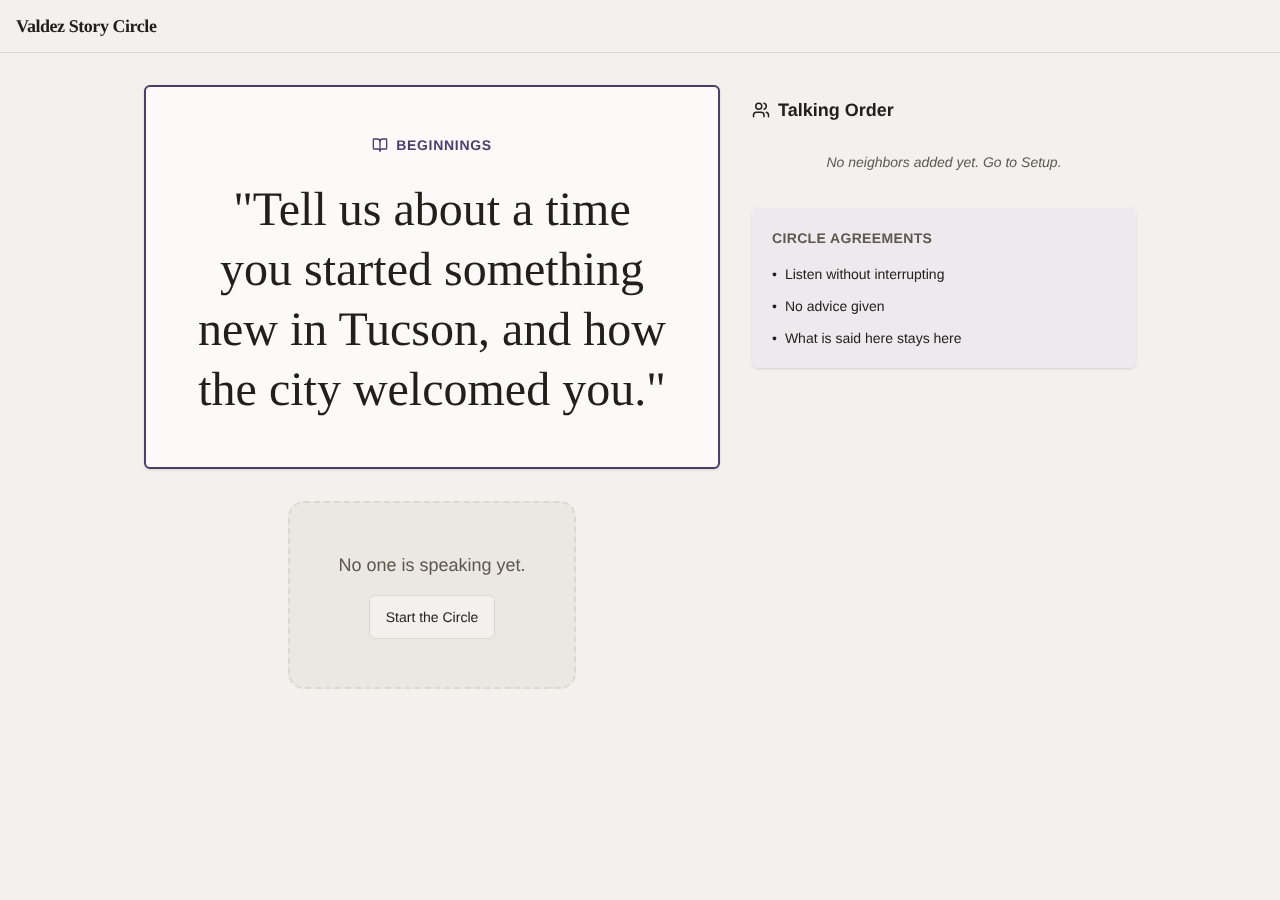 Valdez Story Circle
BEGINNINGS
"Tell us about a time
you started something
new in Tucson, and how
the city welcomed you."
No one is speaking yet.
Start the Circle
Talking Order
No neighbors added yet. Go to Setup.
CIRCLE AGREEMENTS
• Listen without interrupting
• No advice given
• What is said here stays here